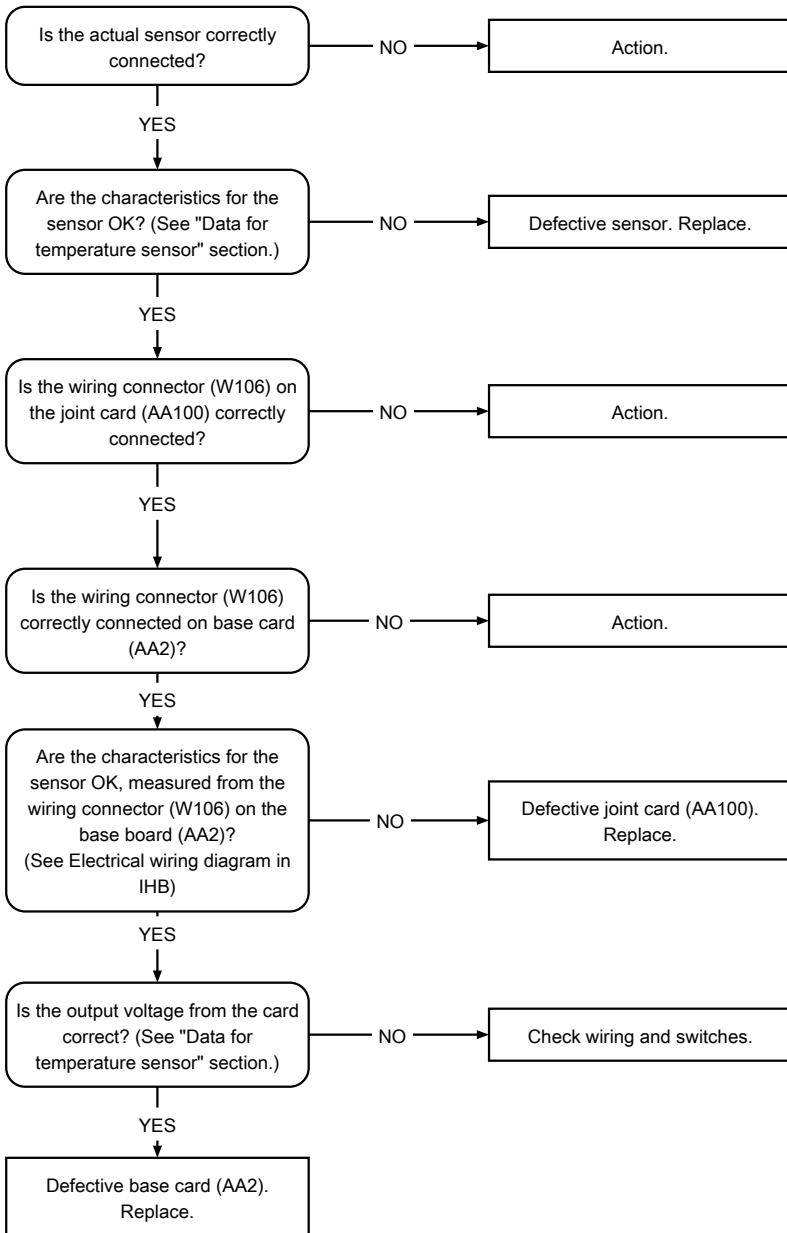 Is the actual sensor correctly
connected?
NO
Action.
YES
Are the characteristics for the
sensor OK? (See "Data for
temperature sensor" section.)
NO
Defective sensor. Replace.
YES
Is the wiring connector (W106) on
the joint card (AA100) correctly
connected?
NO
Action.
YES
Is the wiring connector (W106)
correctly connected on base card
(AA2)?
NO
Action.
YES
Are the characteristics for the
sensor OK, measured from the
wiring connector (W106) on the
base board (AA2)?
(See Electrical wiring diagram in
IHB)
NO
Defective joint card (AA100).
Replace.
YES
Is the output voltage from the card
correct? (See "Data for
temperature sensor" section.)
NO
Check wiring and switches.
YES
Defective base card (AA2).
Replace.